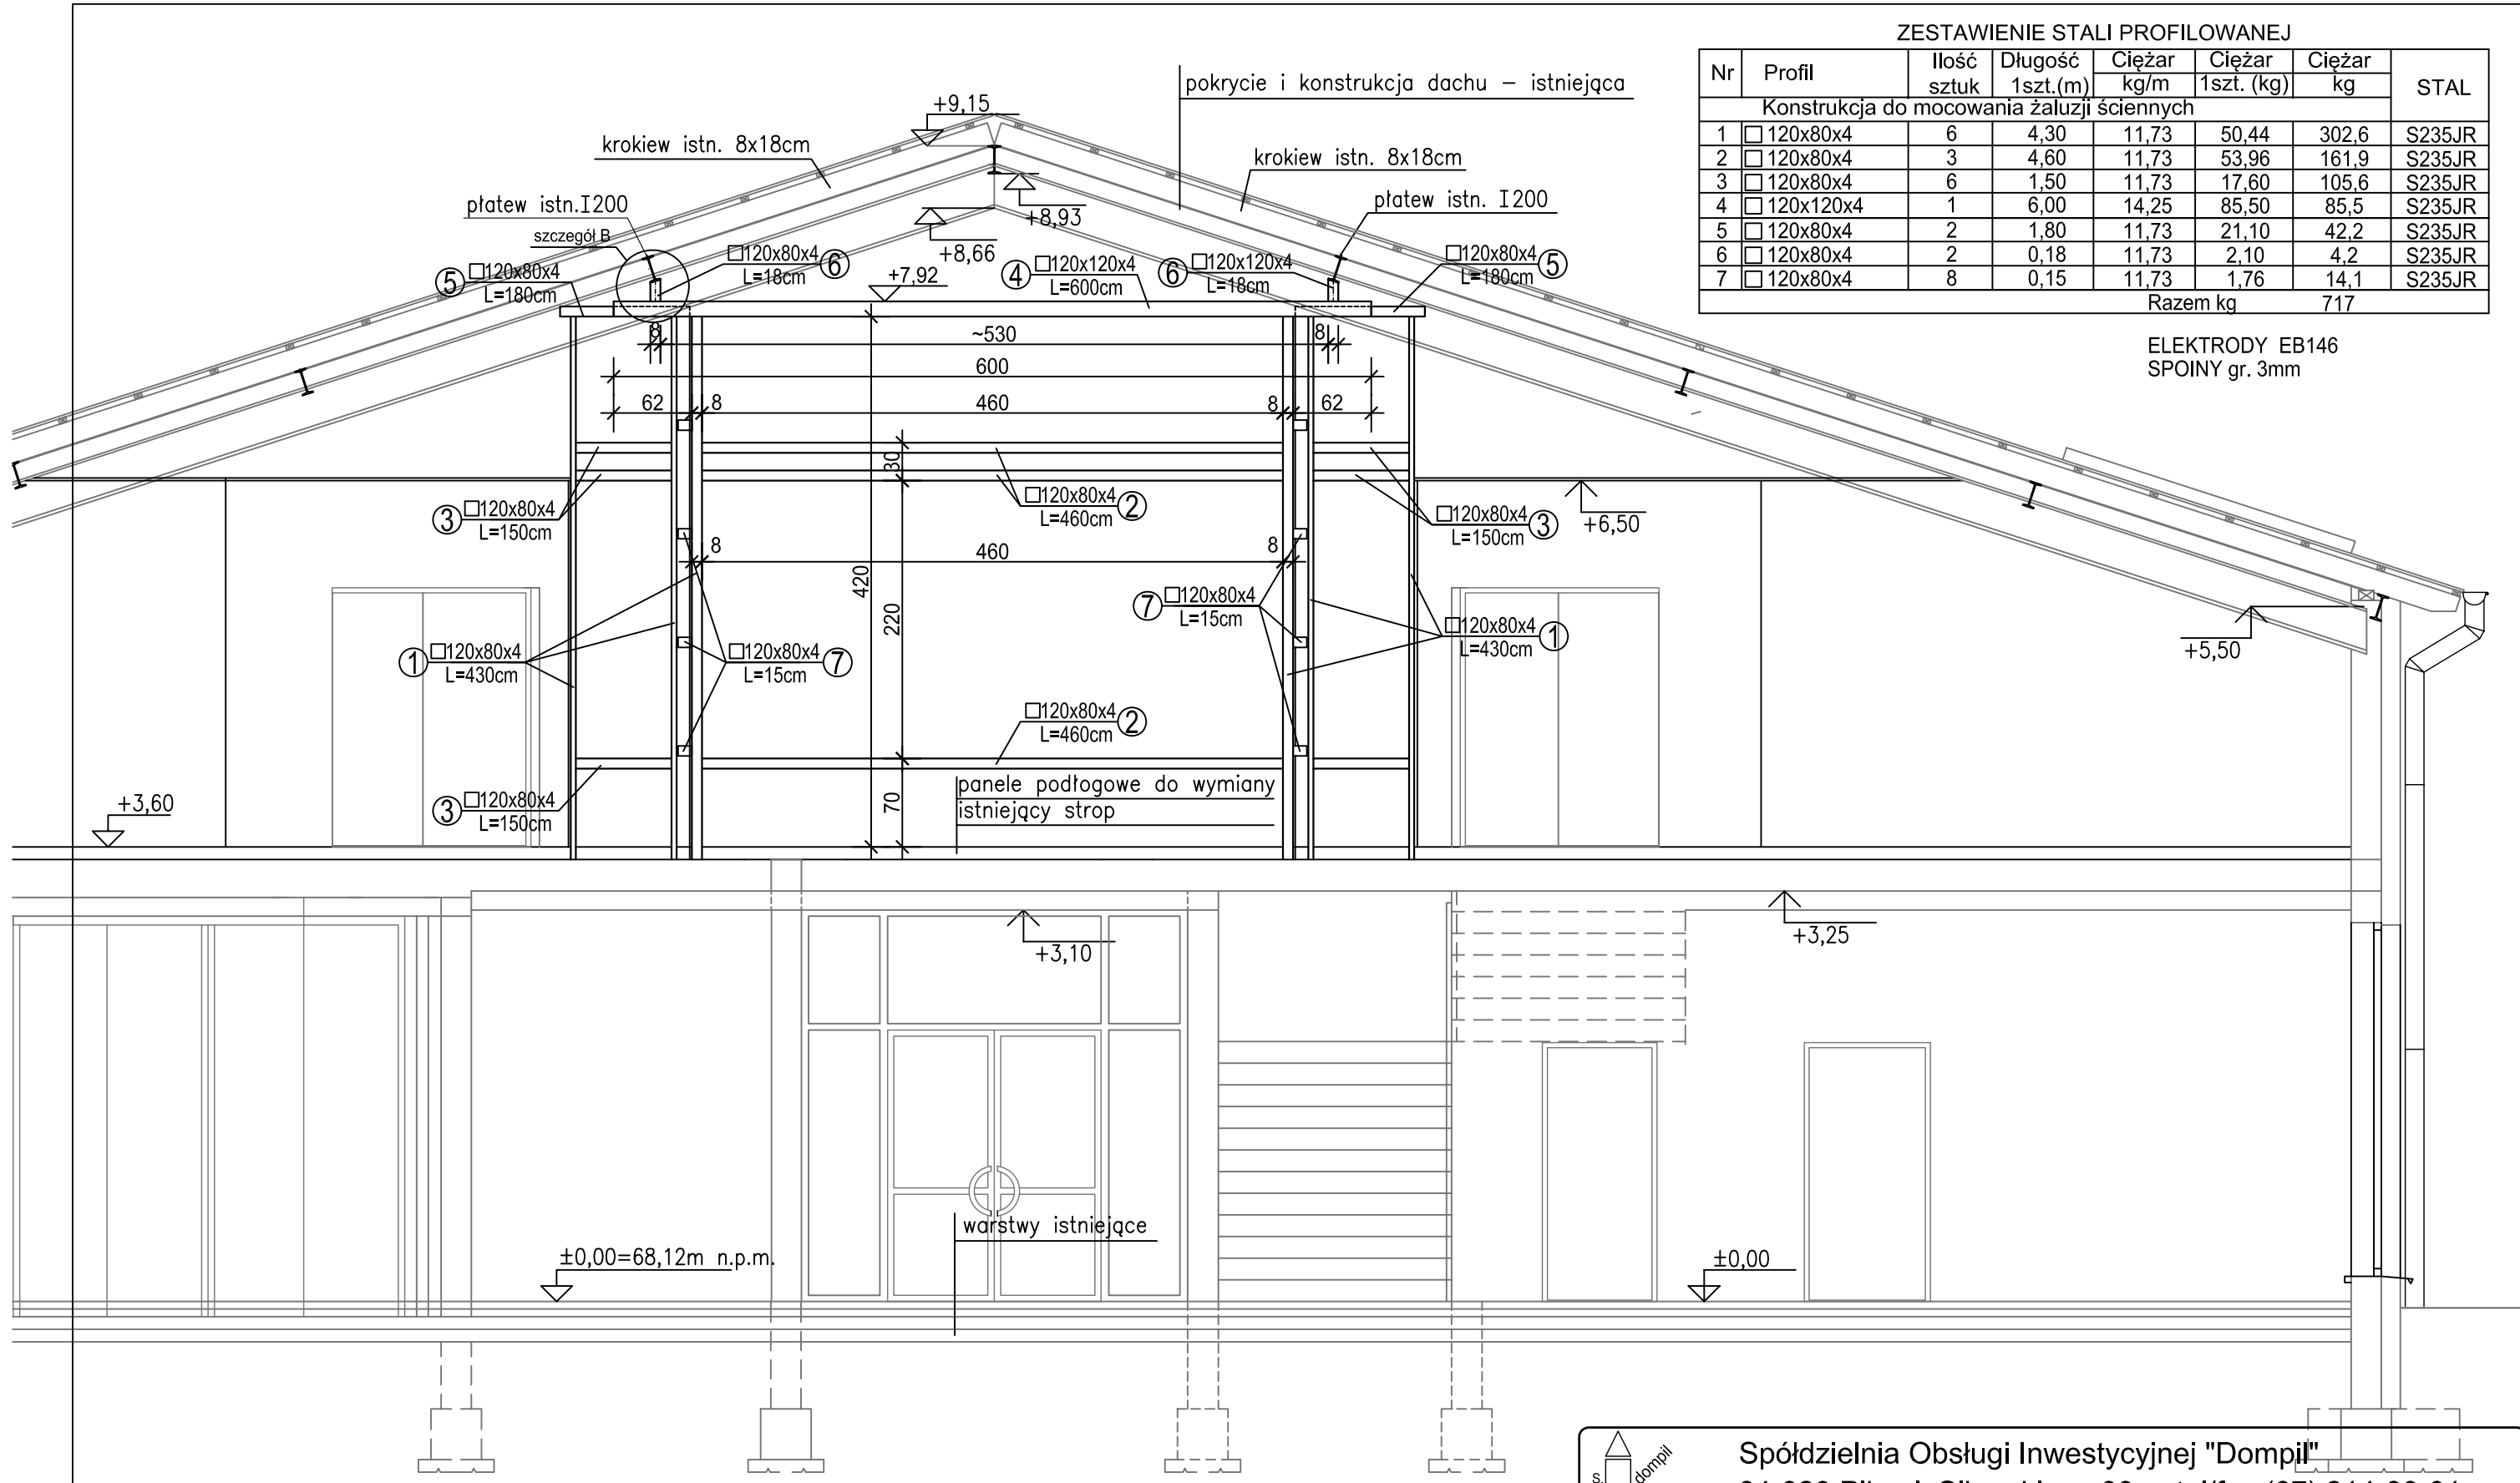 ZESTAWIENIE STALI PROFILOWANEJ
Nr Profil Ilość sztuk Długość 1szt.(m) Ciężar kg/m Ciężar 1szt. (kg) Ciężar kg STAL
Konstrukcja do mocowania żaluzji ściennych
1 □ 120x80x4 6 4,30 11,73 50,44 302,6 S235JR
2 □ 120x80x4 3 4,60 11,73 53,96 161,9 S235JR
3 □ 120x80x4 6 1,50 11,73 17,60 105,6 S235JR
4 □ 120x120x4 1 6,00 14,25 85,50 85,5 S235JR
5 □ 120x80x4 2 1,80 11,73 21,10 42,2 S235JR
6 □ 120x80x4 2 0,18 11,73 2,10 4,2 S235JR
7 □ 120x80x4 8 0,15 11,73 1,76 14,1 S235JR
Razem kg 717
ELEKTRODY EB146
SPOINY gr. 3mm
pokrycie i konstrukcja dachu – istniejąca
+9,15
krokiew istn. 8x18cm
krokiew istn. 8x18cm
płatew istn.I200
płatew istn. I200
szczegół B
+8,93
+8,66
+7,92
5 □120x80x4
L=180cm
□120x80x4 6
L=18cm
4 □120x120x4
L=600cm
6 □120x120x4
L=18cm
□120x80x4 5
L=180cm
8 ~530 8
600
62 8 460 8 62
30
3 □120x80x4
L=150cm
□120x80x4 2
L=460cm
□120x80x4 3
L=150cm
+6,50
8 460 8
420
220
7 □120x80x4
L=15cm
1 □120x80x4
L=430cm
□120x80x4 7
L=15cm
□120x80x4 1
L=430cm
+5,50
□120x80x4 2
L=460cm
70
panele podłogowe do wymiany
istniejący strop
+3,60
3 □120x80x4
L=150cm
+3,10
+3,25
warstwy istniejące
±0,00=68,12m n.p.m.
±0,00
dompil
Spółdzielnia Obsługi Inwestycyjnej "Dompil"